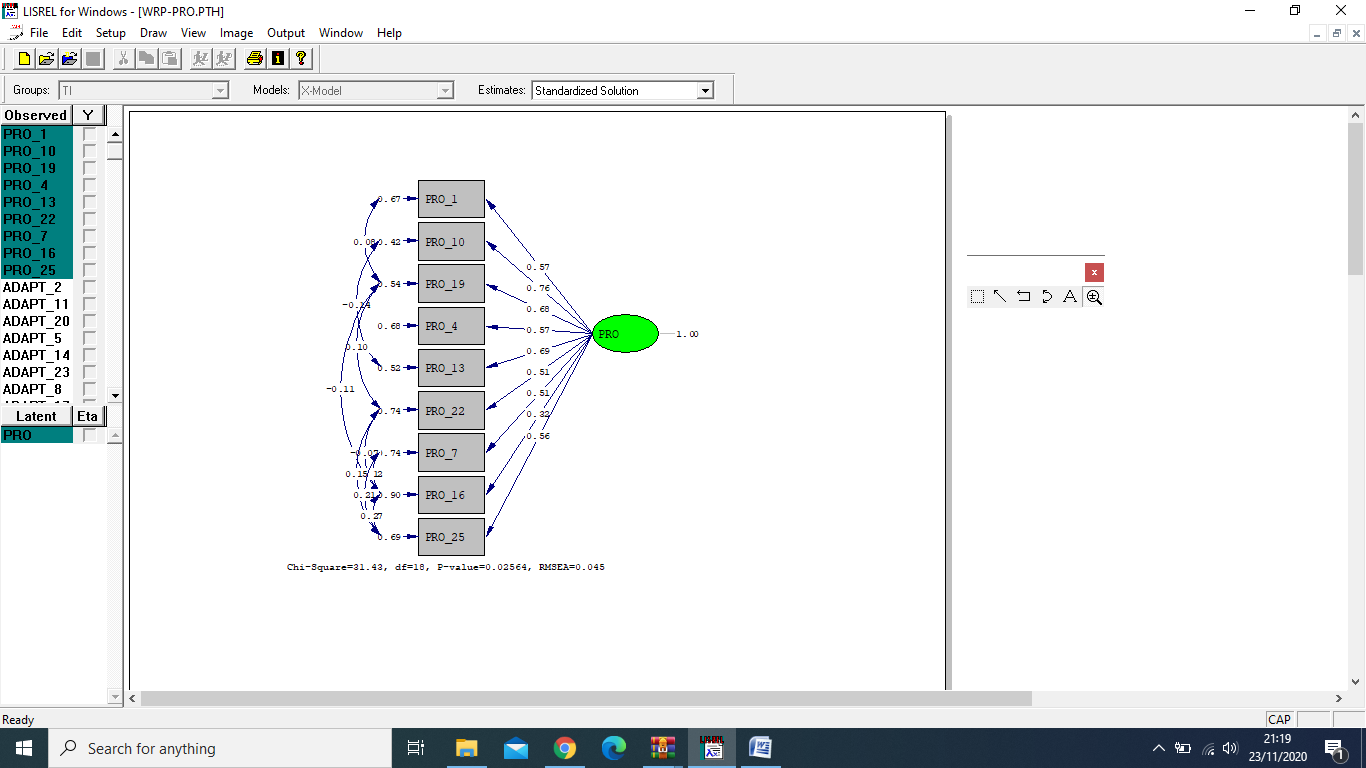 LISREL for Windows - [WRP-PRO.PTH]
File Edit Setup Draw View Image Output Window Help
Groups: TI Models: X-Model Estimates: Standardized Solution
Observed Y
PRO_1
PRO_10
PRO_19
PRO_4
PRO_13
PRO_22
PRO_7
PRO_16
PRO_25
ADAPT_2
ADAPT_11
ADAPT_20
ADAPT_5
ADAPT_14
ADAPT_23
ADAPT_8
Latent Eta
PRO
0.67 PRO_1
0.42 PRO_10
0.54 PRO_19
0.68 PRO_4
0.52 PRO_13
0.74 PRO_22
0.74 PRO_7
0.90 PRO_16
0.69 PRO_25
-0.14
0.10
-0.11
0.15
0.21
0.27
0.57
0.76
0.68
0.57
0.69
0.51
0.51
0.32
0.56
PRO 1.00
Chi-Square=31.43, df=18, P-value=0.02564, RMSEA=0.045
A
Ready CAP
Search for anything
21:19
23/11/2020
1